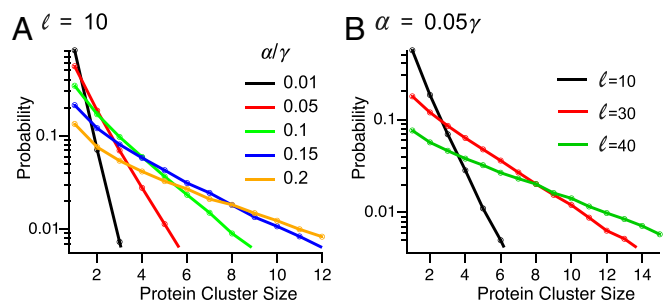 A ℓ = 10
α/γ
0.01
0.05
0.1
0.15
0.2
0.1
0.01
Probability
2 4 6 8 10 12
Protein Cluster Size
B α = 0.05γ
ℓ=10
ℓ=30
ℓ=40
0.1
0.01
Probability
2 4 6 8 10 12 14
Protein Cluster Size